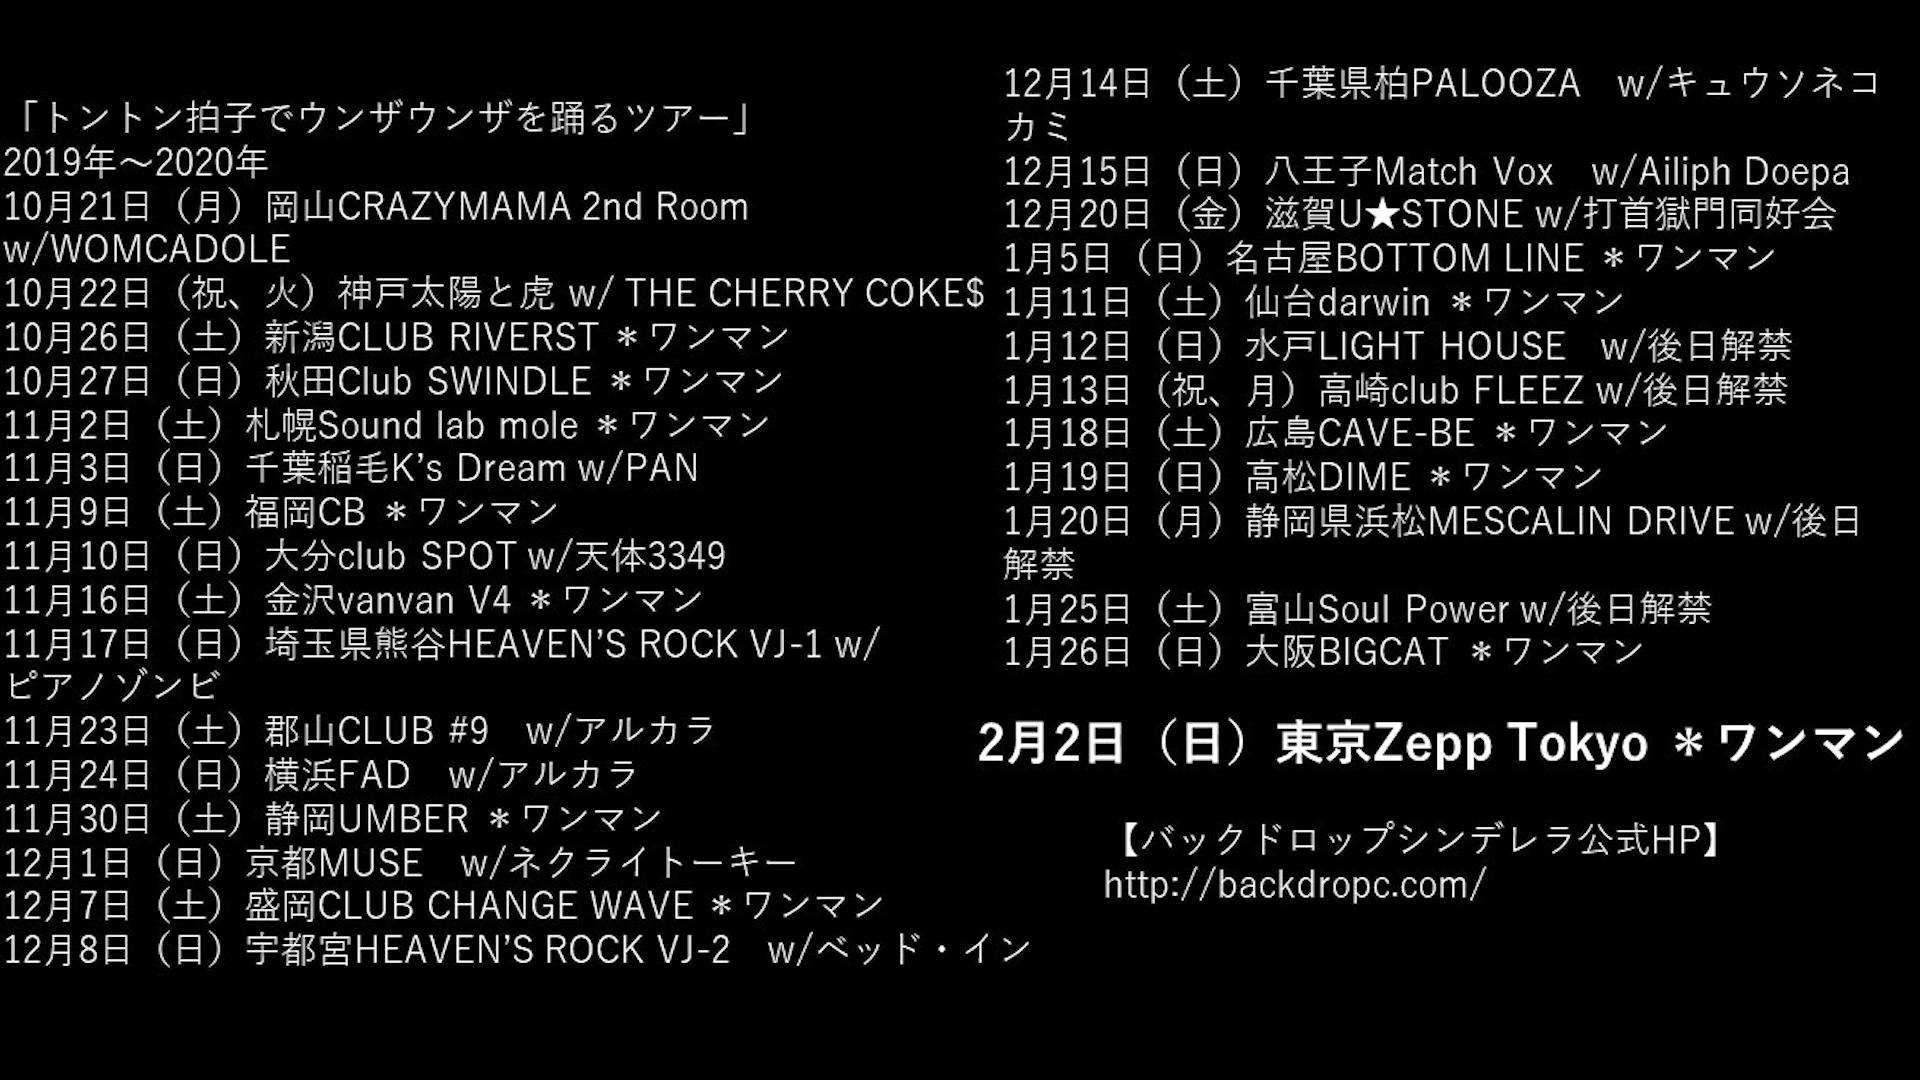 「トントン拍子でウンザウンザを踊るツアー」
2019年〜2020年
10月21日（月）岡山CRAZYMAMA 2nd Room
w/WOMCADOLE
10月22日（祝、火）神戸太陽と虎 w/ THE CHERRY COKE$
10月26日（土）新潟CLUB RIVERST ＊ワンマン
10月27日（日）秋田Club SWINDLE ＊ワンマン
11月2日（土）札幌Sound lab mole ＊ワンマン
11月3日（日）千葉稲毛K’s Dream w/PAN
11月9日（土）福岡CB ＊ワンマン
11月10日（日）大分club SPOT w/天体3349
11月16日（土）金沢vanvan V4 ＊ワンマン
11月17日（日）埼玉県熊谷HEAVEN’S ROCK VJ-1 w/
ピアノゾンビ
11月23日（土）郡山CLUB #9　w/アルカラ
11月24日（日）横浜FAD　w/アルカラ
11月30日（土）静岡UMBER ＊ワンマン
12月1日（日）京都MUSE　w/ネクライトーキー
12月7日（土）盛岡CLUB CHANGE WAVE ＊ワンマン
12月8日（日）宇都宮HEAVEN’S ROCK VJ-2　w/ベッド・イン
12月14日（土）千葉県柏PALOOZA　w/キュウソネコ
カミ
12月15日（日）八王子Match Vox　w/Ailiph Doepa
12月20日（金）滋賀U★STONE w/打首獄門同好会
1月5日（日）名古屋BOTTOM LINE ＊ワンマン
1月11日（土）仙台darwin ＊ワンマン
1月12日（日）水戸LIGHT HOUSE　w/後日解禁
1月13日（祝、月）高崎club FLEEZ w/後日解禁
1月18日（土）広島CAVE-BE ＊ワンマン
1月19日（日）高松DIME ＊ワンマン
1月20日（月）静岡県浜松MESCALIN DRIVE w/後日
解禁
1月25日（土）富山Soul Power w/後日解禁
1月26日（日）大阪BIGCAT ＊ワンマン
2月2日（日）東京Zepp Tokyo ＊ワンマン
【バックドロップシンデレラ公式HP】
http://backdropc.com/